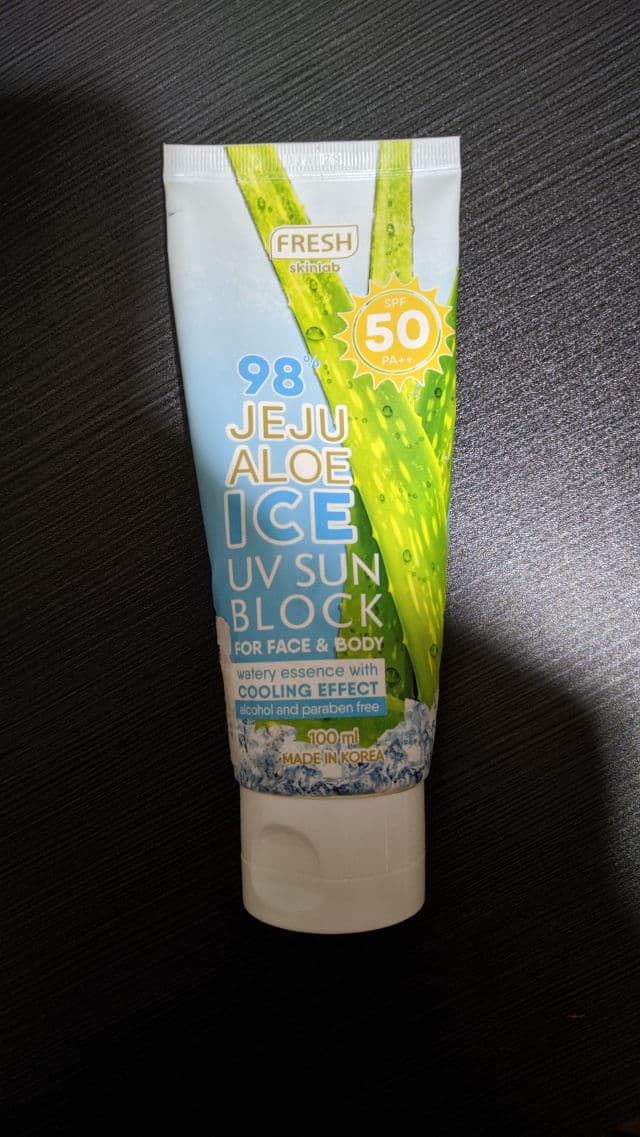 FRESH
skinlab
SPF
50
PA++
98%
JEJU
ALOE
ICE
UV SUN
BLOCK
FOR FACE & BODY
watery essence with
COOLING EFFECT
alcohol and paraben free
100 ml
MADE IN KOREA